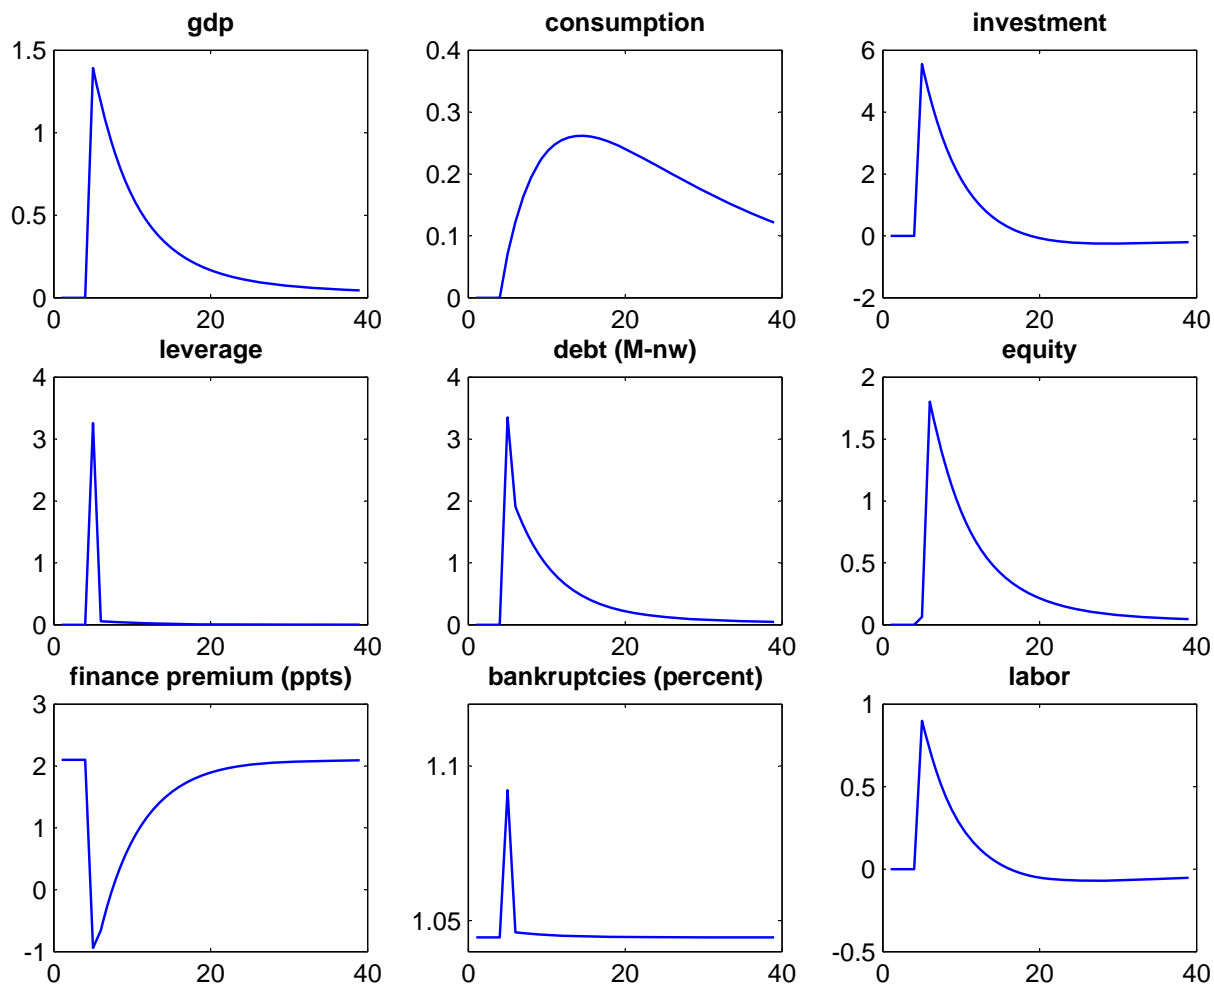 gdp consumption investment
1.5 0.4 6
0.3 4
1
0.2 2
0.5
0.1 0
0 0 -2
0 20 40 0 20 40 0 20 40
leverage debt (M-nw) equity
4 4 2
3 3 1.5
2 2 1
1 1 0.5
0 0 0
0 20 40 0 20 40 0 20 40
finance premium (ppts) bankruptcies (percent) labor
3 1
2 1.1 0.5
1
0 0
1.05
-1 -0.5
0 20 40 0 20 40 0 20 40